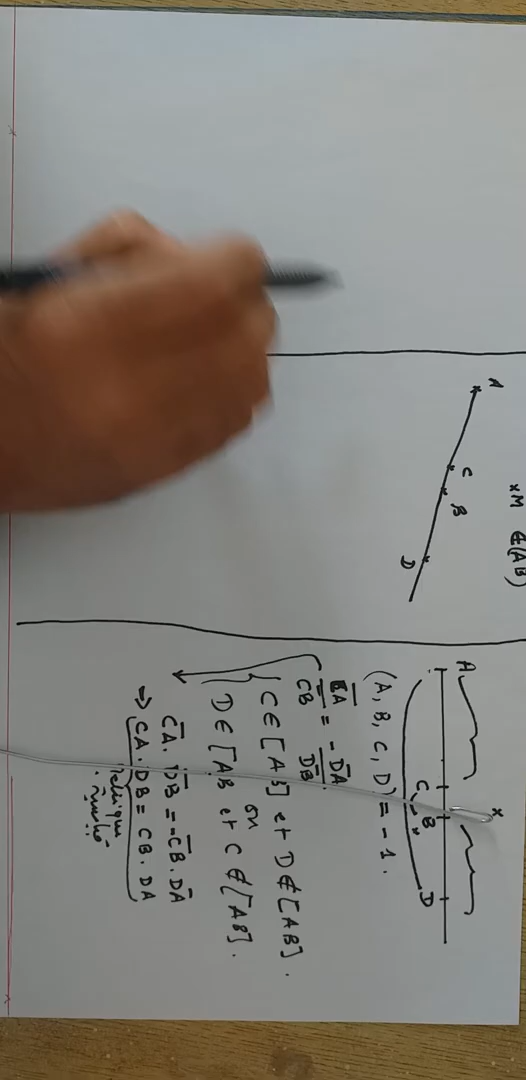 A C B D
×M ∉ (AB)
A C B D
×
(A, B, C, D) = -1.
C̅A̅/C̅B̅ = - D̅A̅/D̅B̅
C ∈ [AB] et D ∉ [AB].
ou
D ∈ [AB et C ∉ [AB].
C̅A̅ . D̅B̅ = -C̅B̅ . D̅A̅
⇒ CA . DB = CB . DA